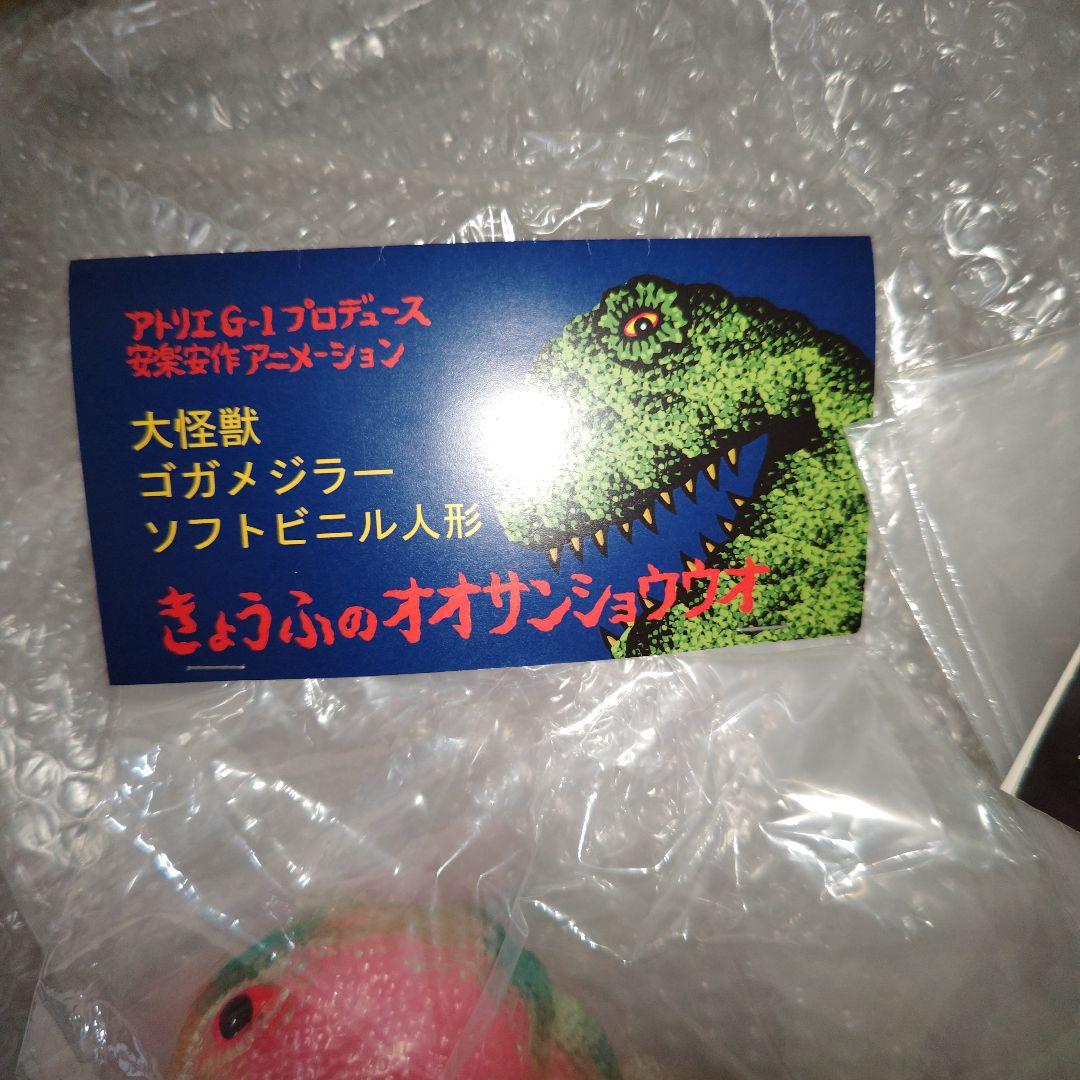 アトリエG-1プロデュース
安楽安作アニメーション
大怪獣
ゴガメジラー
ソフトビニル人形
きょうふのオオサンショウウオ